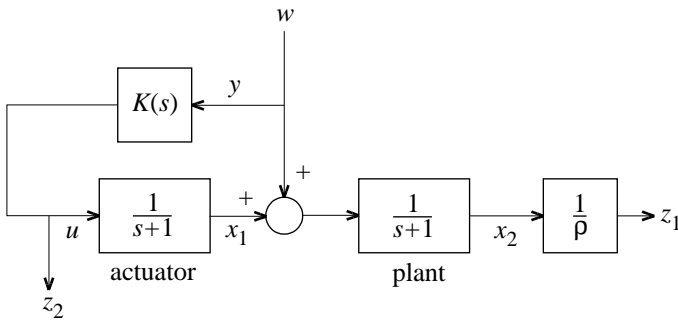 w
K(s)
y
+
1
s+1
u
x1
+
1
s+1
x2
1
ρ
z1
actuator
plant
z2